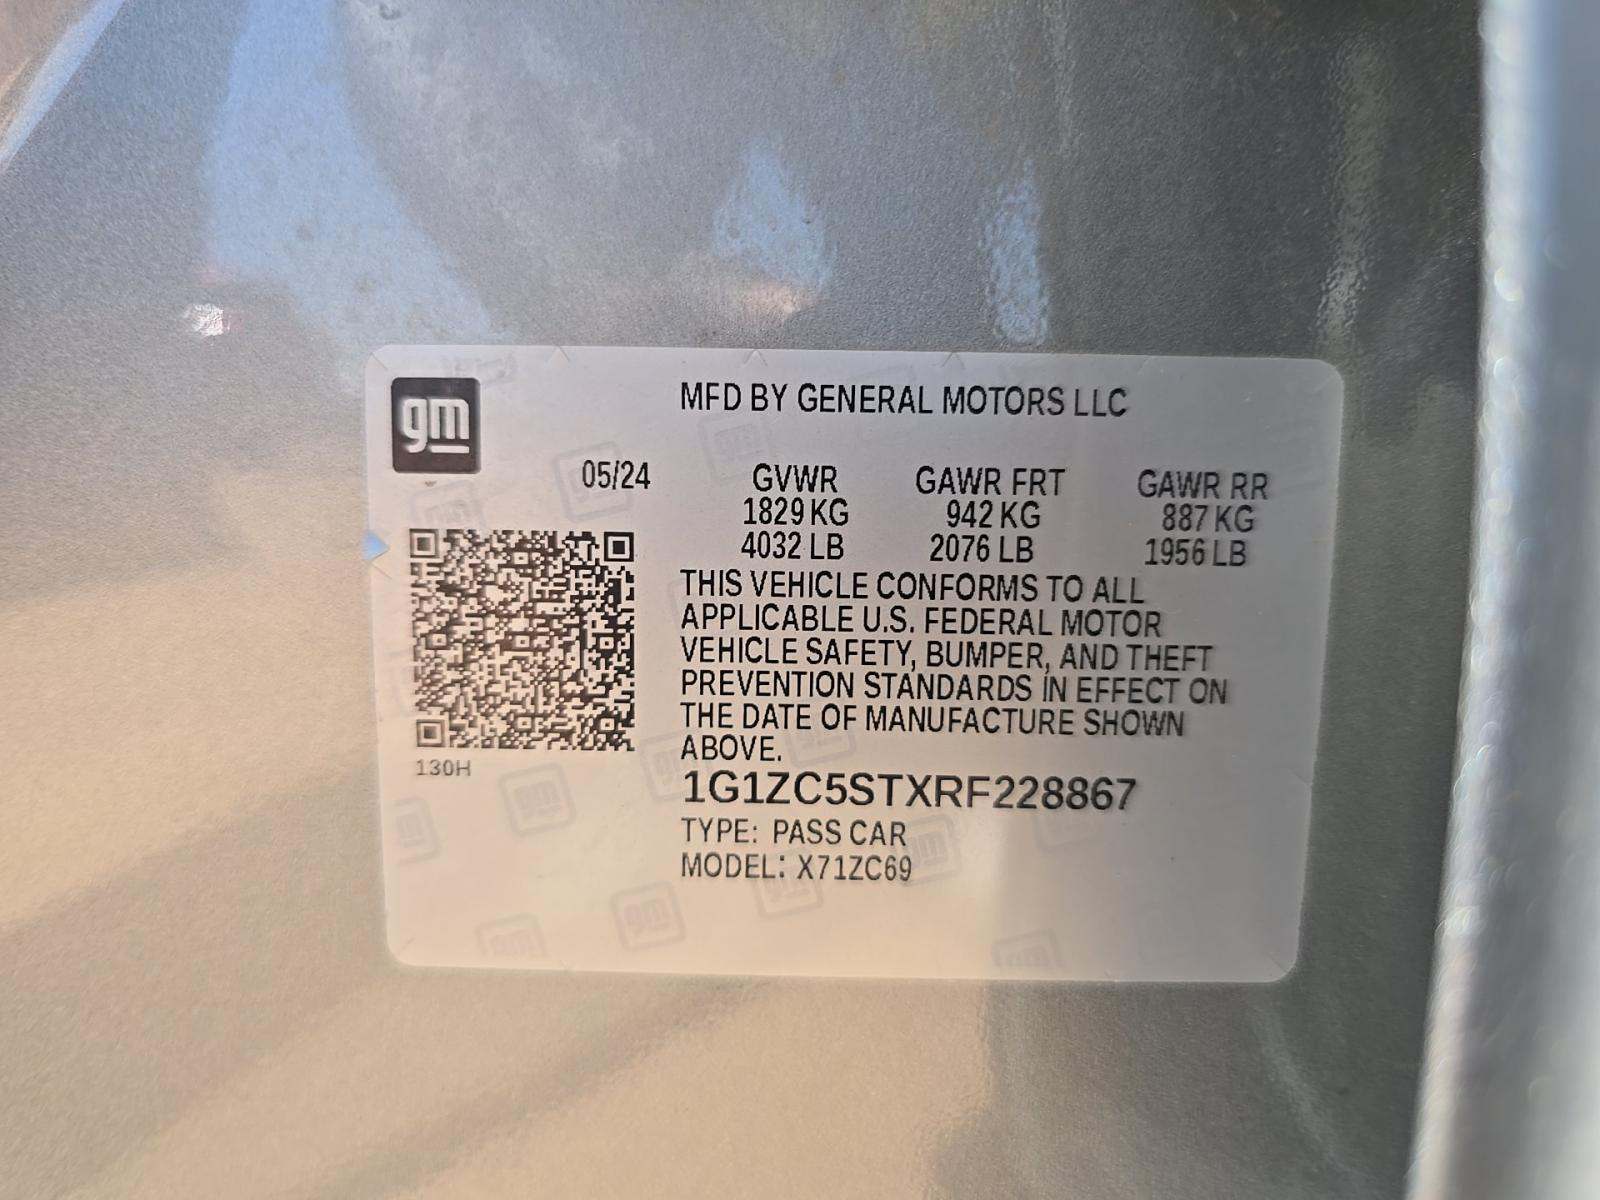 gm
MFD BY GENERAL MOTORS LLC
05/24 GVWR GAWR FRT GAWR RR
1829 KG 942 KG 887 KG
4032 LB 2076 LB 1956 LB
THIS VEHICLE CONFORMS TO ALL
APPLICABLE U.S. FEDERAL MOTOR
VEHICLE SAFETY, BUMPER, AND THEFT
PREVENTION STANDARDS IN EFFECT ON
THE DATE OF MANUFACTURE SHOWN
ABOVE.
130H
1G1ZC5STXRF228867
TYPE: PASS CAR
MODEL: X71ZC69